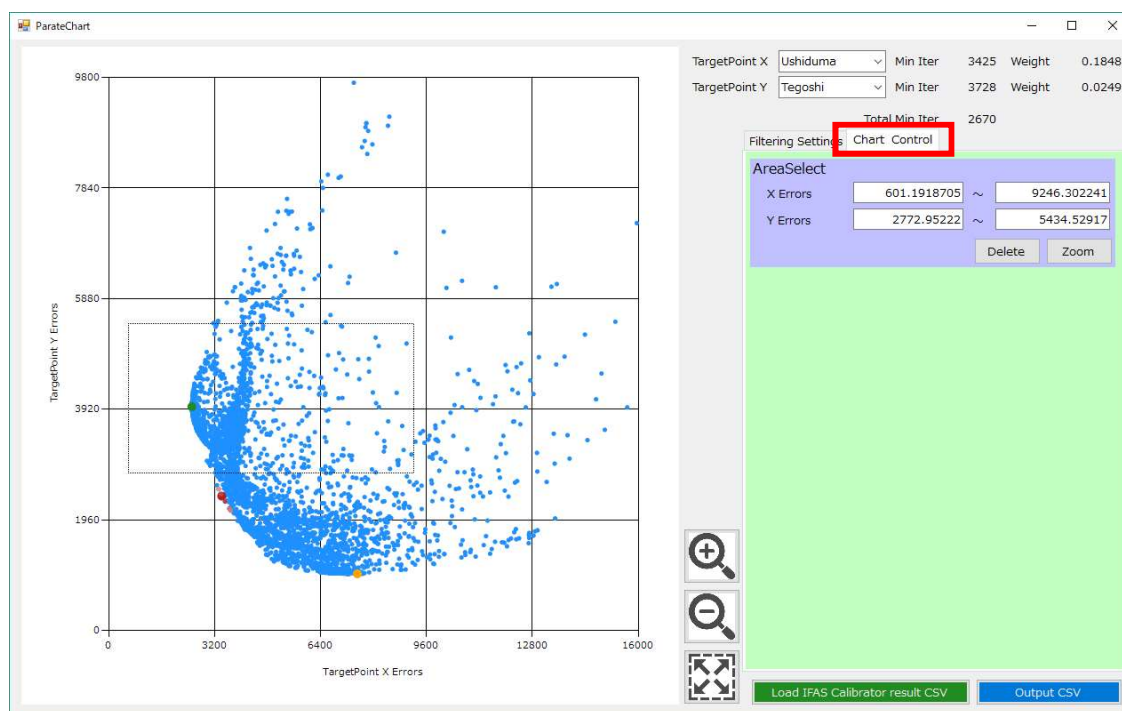 ParateChart
TargetPoint X Ushiduma Min Iter 3425 Weight 0.1848
TargetPoint Y Tegoshi Min Iter 3728 Weight 0.0249
Total Min Iter 2670
Filtering Settings Chart Control
AreaSelect
X Errors 601.1918705 ~ 9246.302241
Y Errors 2772.95222 ~ 5434.52917
Delete Zoom
9800
7840
5880
3920
1960
0
TargetPoint Y Errors
0 3200 6400 9600 12800 16000
TargetPoint X Errors
Load IFAS Calibrator result CSV Output CSV